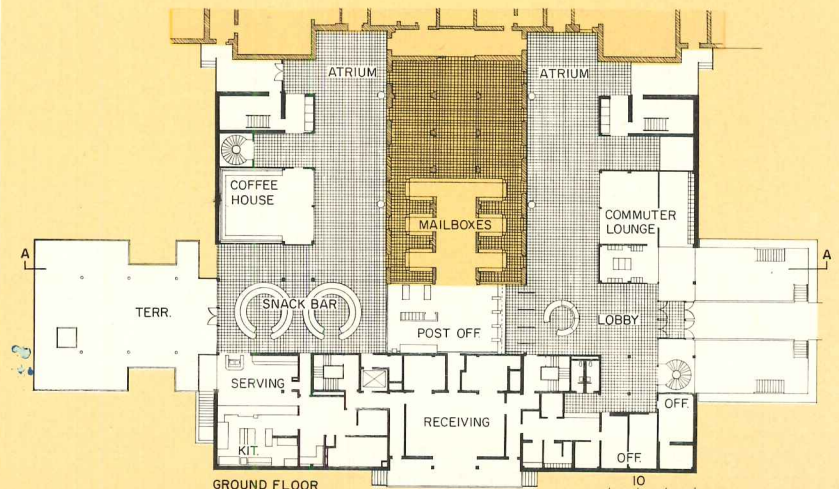 ATRIUM
ATRIUM
COFFEE
HOUSE
MAILBOXES
COMMUTER
LOUNGE
A
A
TERR.
SNACK BAR
POST OFF.
LOBBY
SERVING
RECEIVING
OFF.
KIT.
OFF.
GROUND FLOOR
10